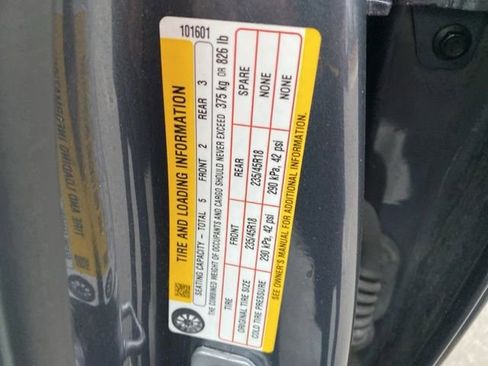 101601
TIRE AND LOADING INFORMATION
SEATING CAPACITY - TOTAL 5 FRONT 2 REAR 3
THE COMBINED WEIGHT OF OCCUPANTS AND CARGO SHOULD NEVER EXCEED 375 kg OR 826 lb
TIRE FRONT REAR SPARE
ORIGINAL TIRE SIZE 235/45R18 235/45R18 NONE
COLD TIRE PRESSURE 290 kPa, 42 psi 290 kPa, 42 psi NONE
SEE OWNER'S MANUAL FOR ADDITIONAL INFORMATION